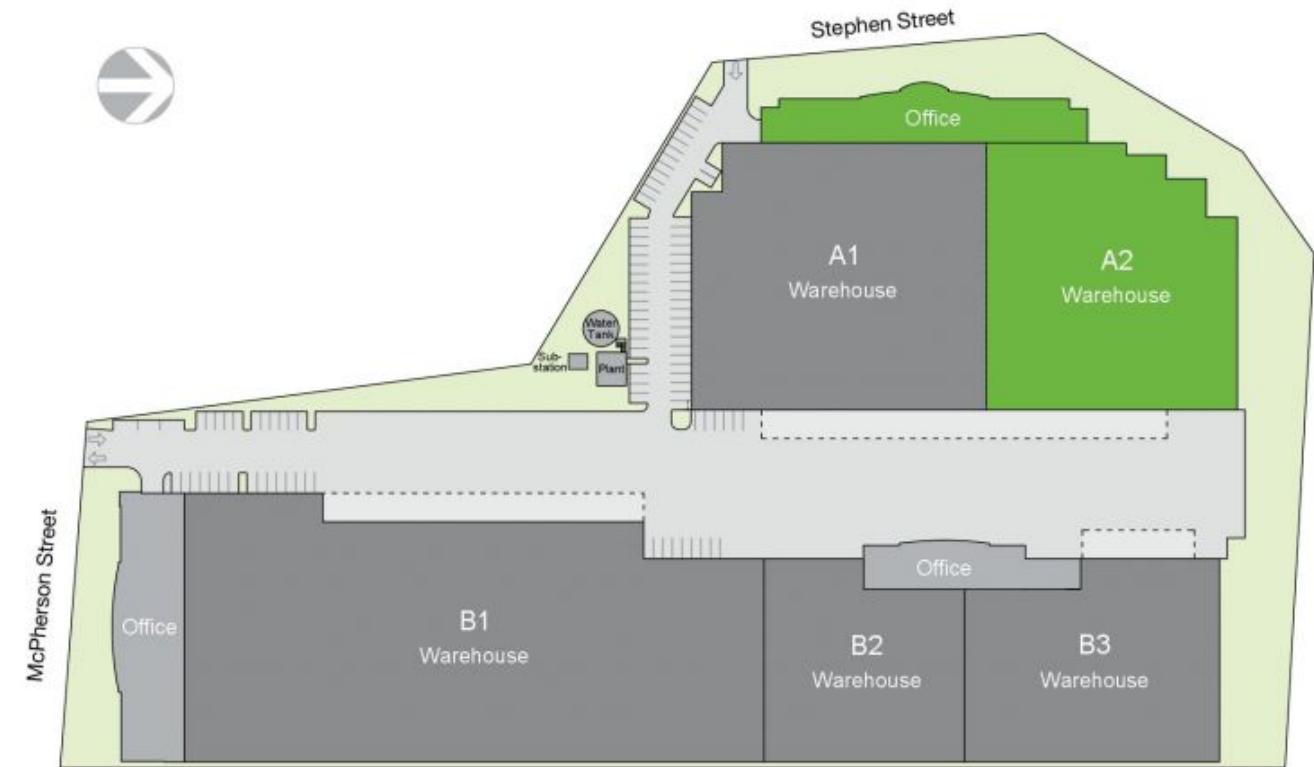 Stephen Street
Office
A1
Warehouse
A2
Warehouse
Water
Tank
Sub-
station
Plant
McPherson Street
Office
B1
Warehouse
Office
B2
Warehouse
B3
Warehouse